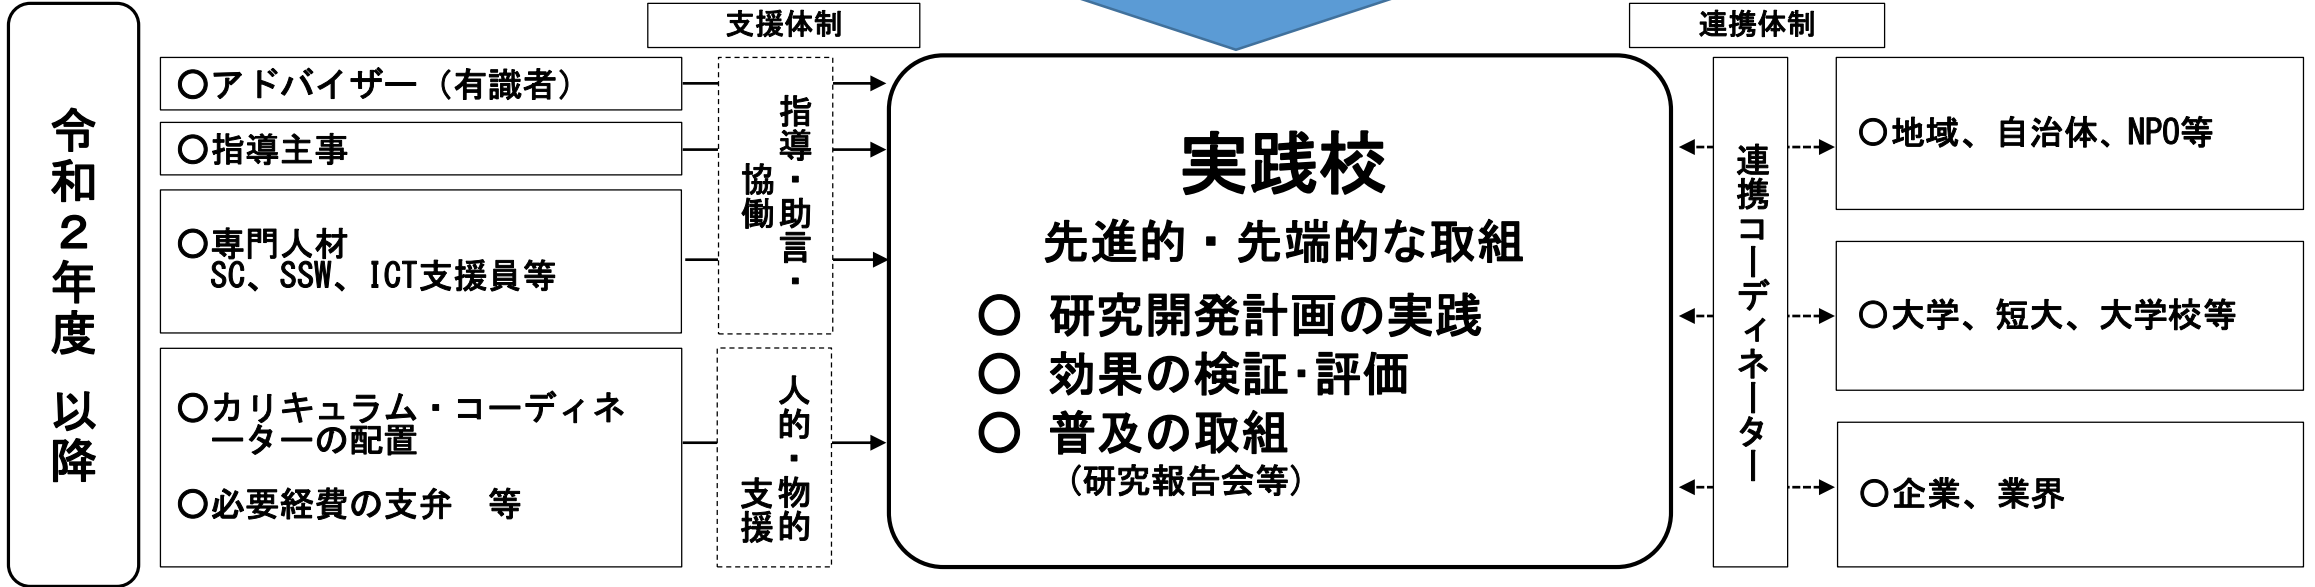 令和２年度 以降
支援体制
○アドバイザー（有識者）
○指導主事
○専門人材
SC、SSW、ICT支援員等
○カリキュラム・コーディネ
ーターの配置
○必要経費の支弁　等
指導・助言・
協働
人的・物的
支援
実践校
先進的・先端的な取組
○ 研究開発計画の実践
○ 効果の検証･評価
○ 普及の取組
（研究報告会等）
連携体制
連携コーディネーター
○地域、自治体、NPO等
○大学、短大、大学校等
○企業、業界